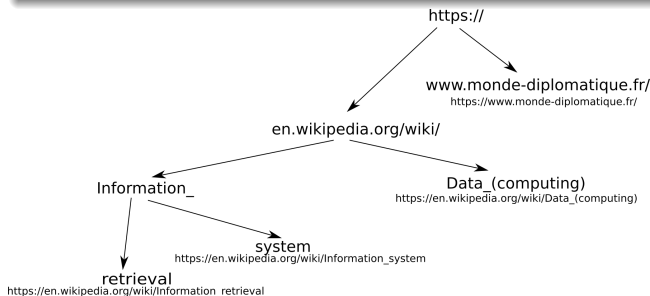 https://
www.monde-diplomatique.fr/
https://www.monde-diplomatique.fr/
en.wikipedia.org/wiki/
Information_
Data_(computing)
https://en.wikipedia.org/wiki/Data_(computing)
system
https://en.wikipedia.org/wiki/Information_system
retrieval
https://en.wikipedia.org/wiki/Information_retrieval